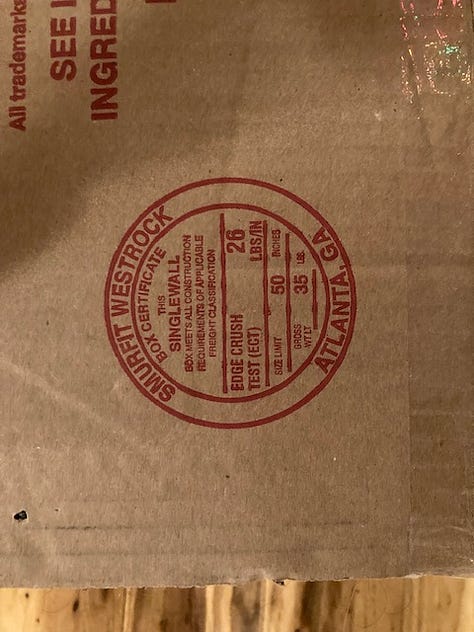 All trademarks
SEE
INGRED
SMURFIT WESTROCK
BOX CERTIFICATE
THIS
SINGLEWALL
BOX MEETS ALL CONSTRUCTION
REQUIREMENTS OF APPLICABLE
FREIGHT CLASSIFICATION
EDGE CRUSH
TEST (ECT) 26 LBS/IN
SIZE LIMIT 50 INCHES
GROSS
WT LT 35 LBS.
ATLANTA, GA